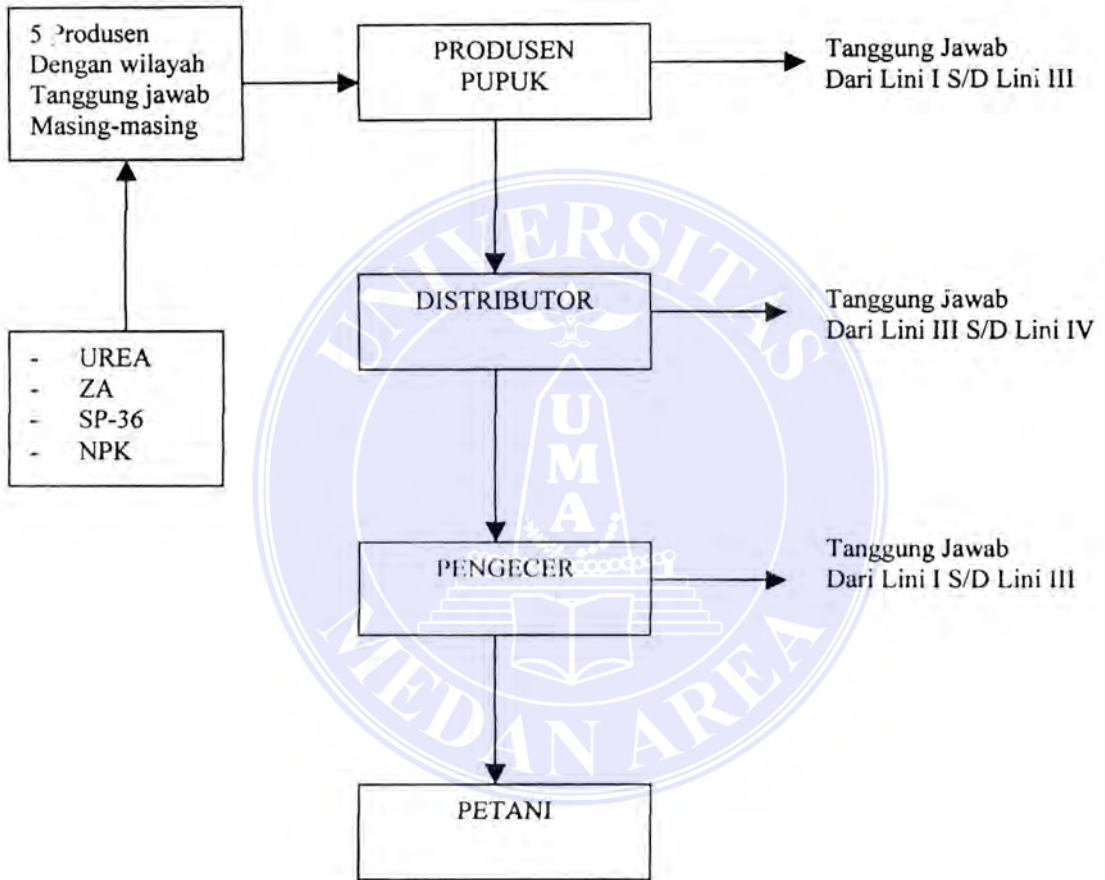 5 Produsen
Dengan wilayah
Tanggung jawab
Masing-masing
PRODUSEN
PUPUK
Tanggung Jawab
Dari Lini I S/D Lini III
DISTRIBUTOR
Tanggung Jawab
Dari Lini III S/D Lini IV
- UREA
- ZA
- SP-36
- NPK
PENGECER
Tanggung Jawab
Dari Lini I S/D Lini III
PETANI
UNIVERSITAS
UMA
MEDAN AREA